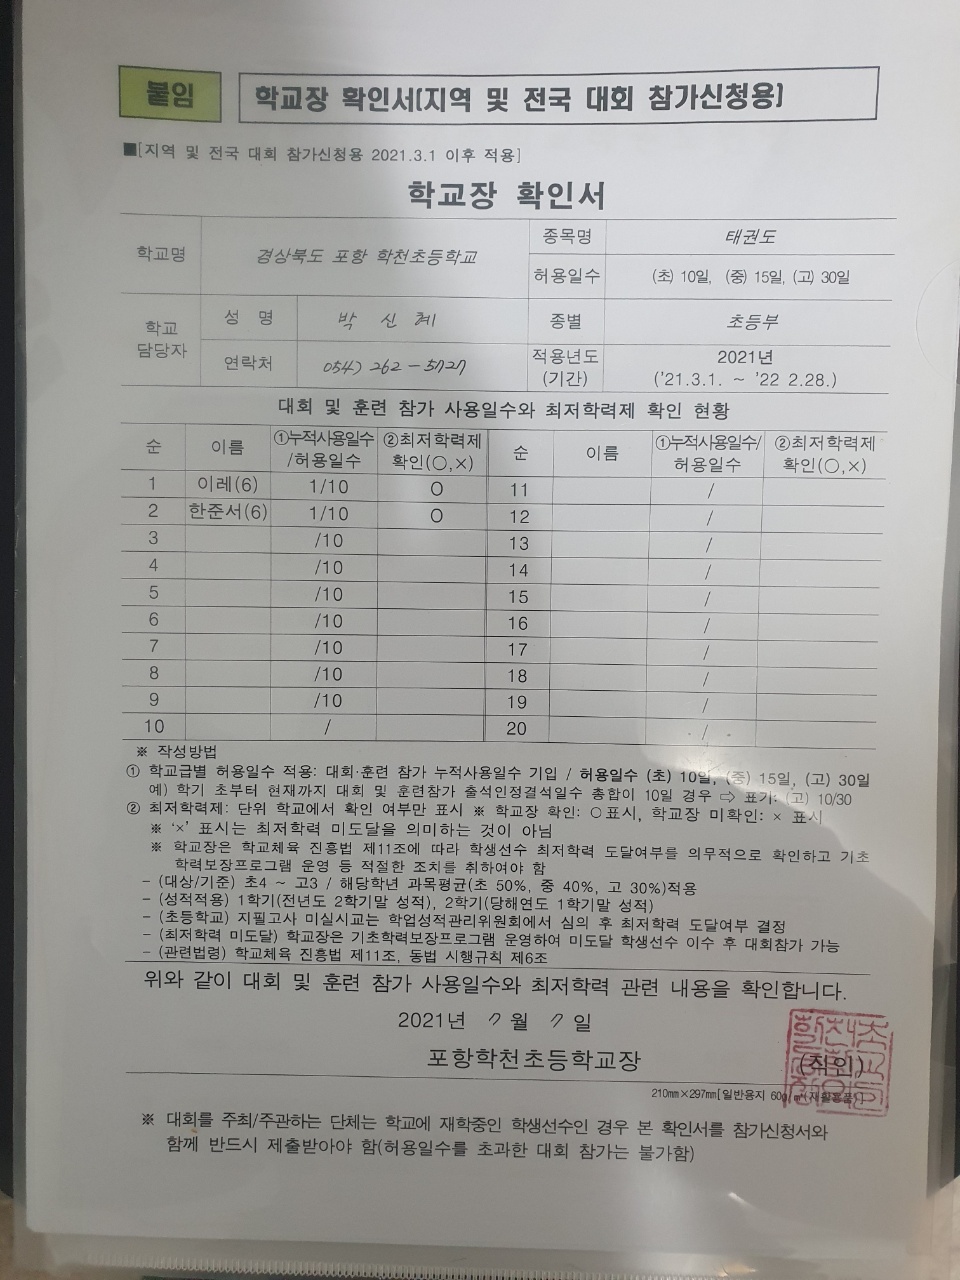 붙임
학교장 확인서(지역 및 전국 대회 참가신청용)
■[지역 및 전국 대회 참가신청용 2021.3.1 이후 적용]
학교장 확인서
학교명 경상북도 포항 학천초등학교 종목명 태권도
허용일수 (초) 10일, (중) 15일, (고) 30일
학교 담당자 성 명 박 신 례 종별 초등부
연락처 054) 262-5727 적용년도 (기간) 2021년 ('21.3.1. ~ '22 2.28.)
대회 및 훈련 참가 사용일수와 최저학력제 확인 현황
순 이름 ①누적사용일수/허용일수 ②최저학력제 확인(○,×) 순 이름 ①누적사용일수/허용일수 ②최저학력제 확인(○,×)
1 이레(6) 1/10 O 11 /
2 한준서(6) 1/10 O 12 /
3 /10 13 /
4 /10 14 /
5 /10 15 /
6 /10 16 /
7 /10 17 /
8 /10 18 /
9 /10 19 /
10 / 20 /
※ 작성방법
① 학교급별 허용일수 적용: 대회·훈련 참가 누적사용일수 기입 / 허용일수 (초) 10일, (중) 15일, (고) 30일
예) 학기 초부터 현재까지 대회 및 훈련참가 출석인정결석일수 총합이 10일 경우 ⇨ 표기: (고) 10/30
② 최저학력제: 단위 학교에서 확인 여부만 표시 ※ 학교장 확인: ○표시, 학교장 미확인: × 표시
※ '×' 표시는 최저학력 미도달을 의미하는 것이 아님
※ 학교장은 학교체육 진흥법 제11조에 따라 학생선수 최저학력 도달여부를 의무적으로 확인하고 기초
학력보장프로그램 운영 등 적절한 조치를 취하여야 함
- (대상/기준) 초4 ~ 고3 / 해당학년 과목평균(초 50%, 중 40%, 고 30%)적용
- (성적적용) 1학기(전년도 2학기말 성적), 2학기(당해연도 1학기말 성적)
- (초등학교) 지필고사 미실시교는 학업성적관리위원회에서 심의 후 최저학력 도달여부 결정
- (최저학력 미도달) 학교장은 기초학력보장프로그램 운영하여 미도달 학생선수 이수 후 대회참가 가능
- (관련법령) 학교체육 진흥법 제11조, 동법 시행규칙 제6조
위와 같이 대회 및 훈련 참가 사용일수와 최저학력 관련 내용을 확인합니다.
2021년 7월 7일
포항학천초등학교장 (직인)
210㎜×297㎜[일반용지 60g/㎡(재활용품)]
※ 대회를 주최/주관하는 단체는 학교에 재학중인 학생선수인 경우 본 확인서를 참가신청서와
함께 반드시 제출받아야 함(허용일수를 초과한 대회 참가는 불가함)